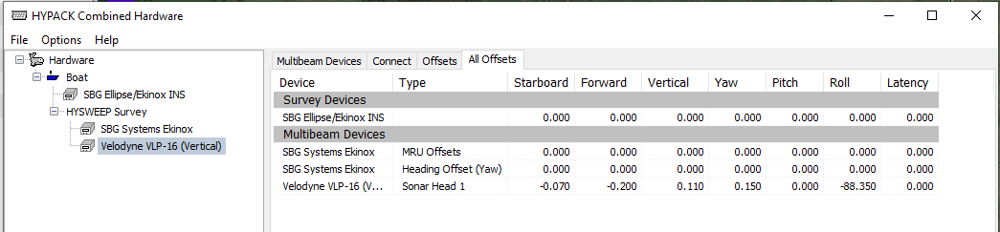 HYPACK Combined Hardware
File Options Help
Hardware
Boat
SBG Ellipse/Ekinox INS
HYSWEEP Survey
SBG Systems Ekinox
Velodyne VLP-16 (Vertical)
Multibeam Devices Connect Offsets All Offsets
Device Type Starboard Forward Vertical Yaw Pitch Roll Latency
Survey Devices
SBG Ellipse/Ekinox INS 0.000 0.000 0.000 0.000 0.000 0.000 0.000
Multibeam Devices
SBG Systems Ekinox MRU Offsets 0.000 0.000 0.000 0.000 0.000 0.000 0.000
SBG Systems Ekinox Heading Offset (Yaw) 0.000 0.000 0.000 0.000 0.000 0.000 0.000
Velodyne VLP-16 (V... Sonar Head 1 -0.070 -0.200 0.110 0.150 0.000 -88.350 0.000